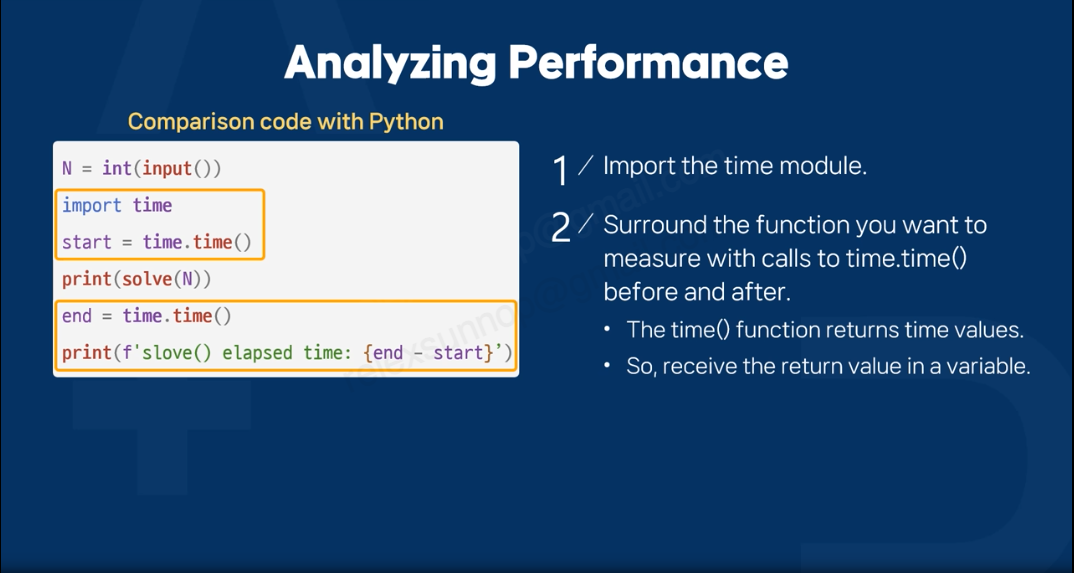 Analyzing Performance
Comparison code with Python
N = int(input())
import time
start = time.time()
print(solve(N))
end = time.time()
print(f'slove() elapsed time: {end - start}’)
1 / Import the time module.
2 / Surround the function you want to
measure with calls to time.time()
before and after.
• The time() function returns time values.
• So, receive the return value in a variable.